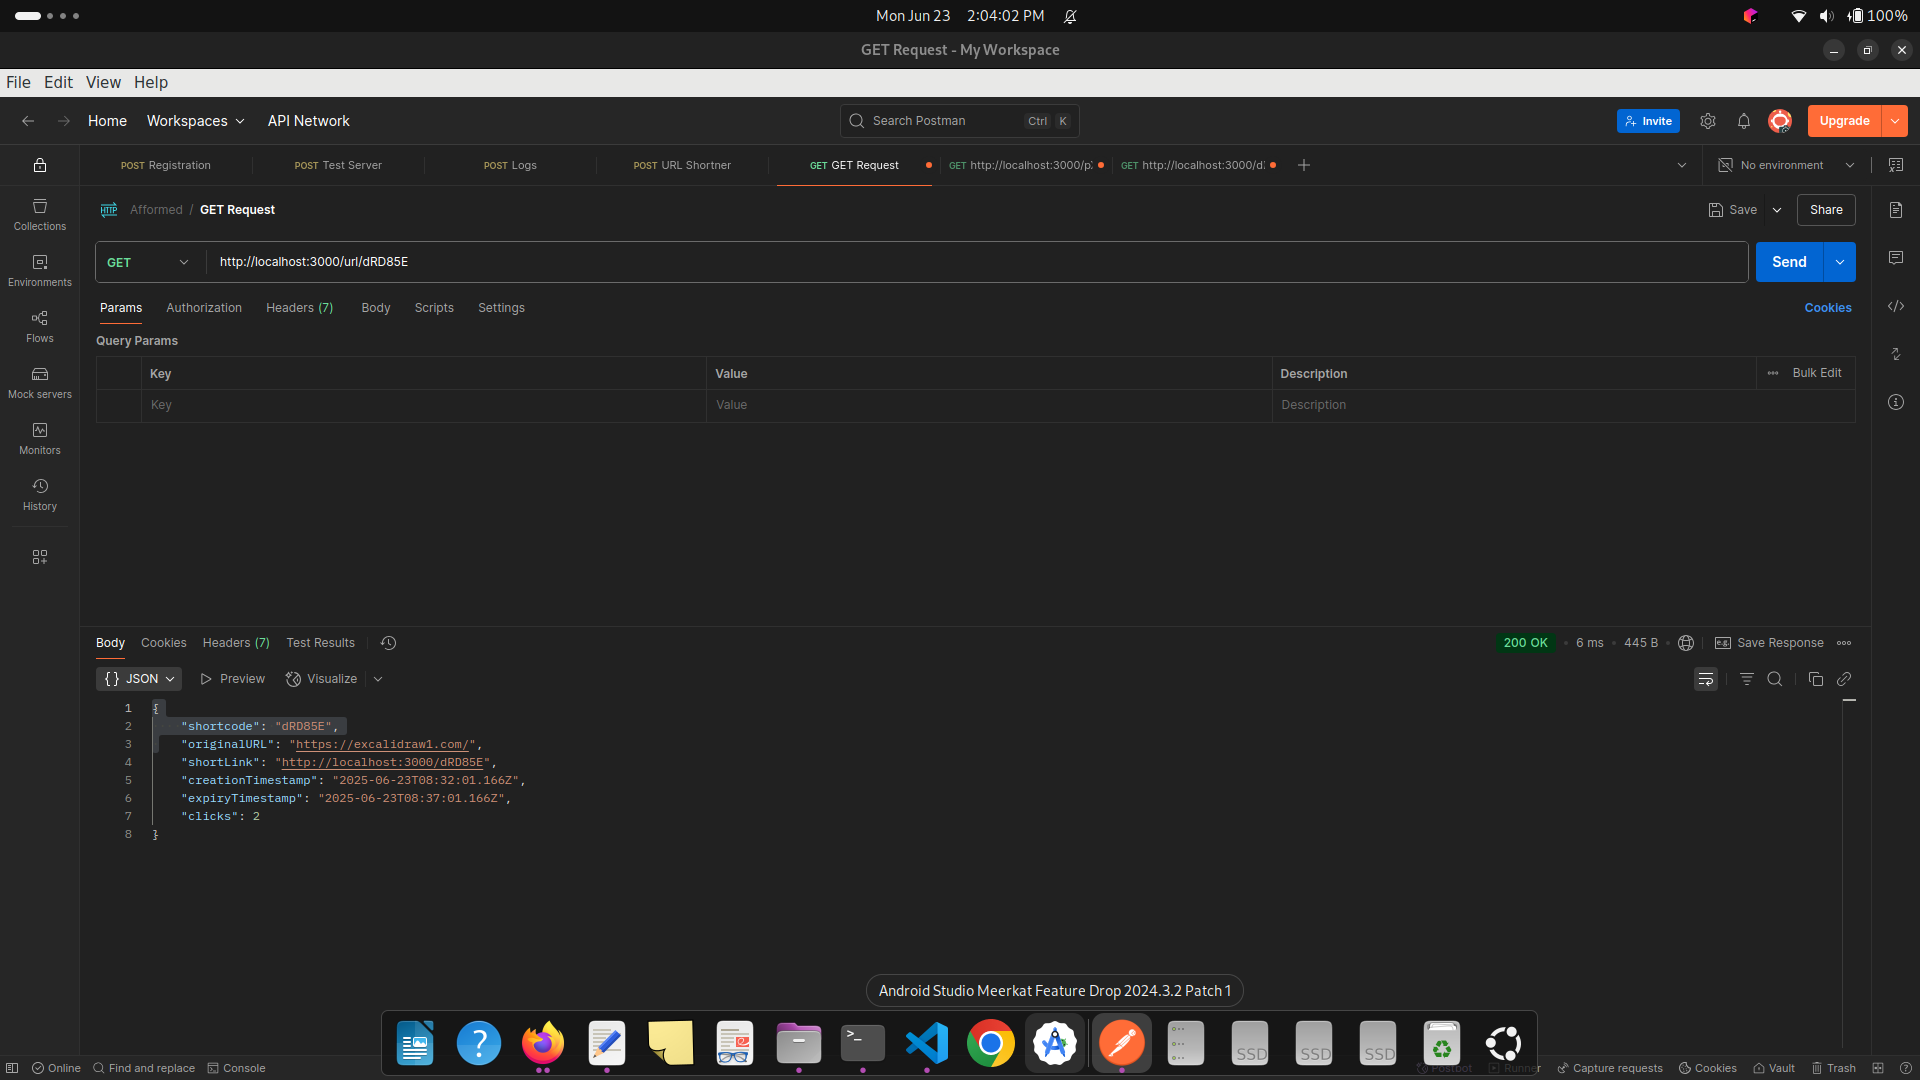 Mon Jun 23 2:04:02 PM 100%
GET Request - My Workspace
File Edit View Help
Home Workspaces API Network Search Postman Ctrl K Invite Upgrade
POST Registration POST Test Server POST Logs POST URL Shortner GET GET Request GET http://localhost:3000/p GET http://localhost:3000/d No environment
HTTP Afformed / GET Request Save Share
GET http://localhost:3000/url/dRD85E Send
Params Authorization Headers (7) Body Scripts Settings Cookies
Query Params
Key Value Description Bulk Edit
Key Value Description
Collections
Environments
Flows
Mock servers
Monitors
History
Body Cookies Headers (7) Test Results 200 OK • 6 ms • 445 B • e.g. Save Response
{ } JSON Preview Visualize
1 {
2 "shortcode": "dRD85E",
3 "originalURL": "https://excalidraw1.com/",
4 "shortLink": "http://localhost:3000/dRD85E",
5 "creationTimestamp": "2025-06-23T08:32:01.166Z",
6 "expiryTimestamp": "2025-06-23T08:37:01.166Z",
7 "clicks": 2
8 }
Android Studio Meerkat Feature Drop 2024.3.2 Patch 1
? >_ SSD SSD SSD
Online Find and replace Console Postbot Runner Capture requests Cookies Vault Trash